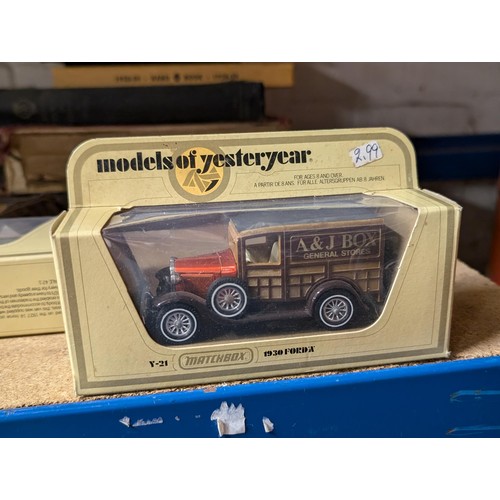 models of yesteryear
2.99
FOR AGES 8 AND OVER
A PARTIR DE 8 ANS. FÜR ALLE ALTERSGRUPPEN AB 8 JAHREN.
A & J BOX
GENERAL STORES
Y-21 MATCHBOX 1930 FORD 'A'